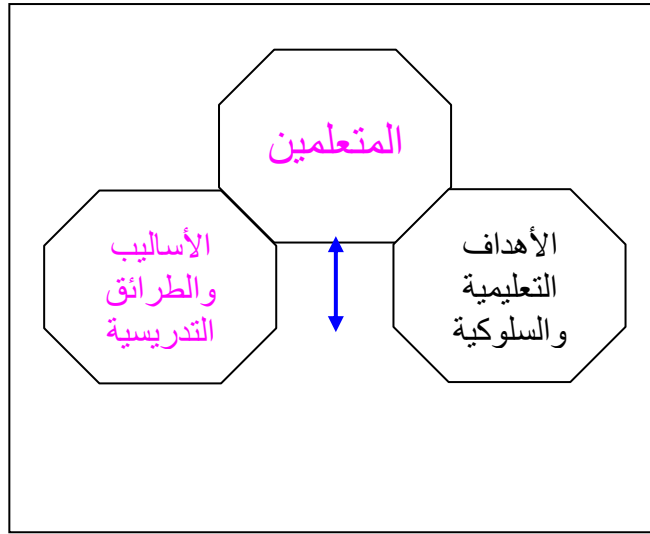 المتعلمين
الأهداف
التعليمية
والسلوكية
الأساليب
والطرائق
التدريسية